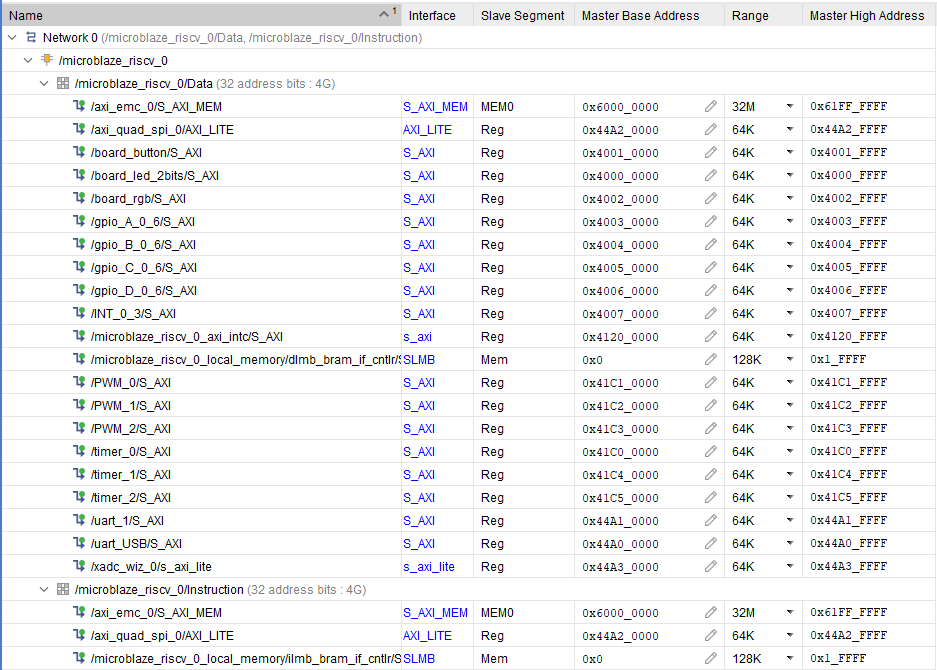 Name 1 Interface Slave Segment Master Base Address Range Master High Address
Network 0 (/microblaze_riscv_0/Data, /microblaze_riscv_0/Instruction)
/microblaze_riscv_0
/microblaze_riscv_0/Data (32 address bits : 4G)
/axi_emc_0/S_AXI_MEM S_AXI_MEM MEM0 0x6000_0000 32M 0x61FF_FFFF
/axi_quad_spi_0/AXI_LITE AXI_LITE Reg 0x44A2_0000 64K 0x44A2_FFFF
/board_button/S_AXI S_AXI Reg 0x4001_0000 64K 0x4001_FFFF
/board_led_2bits/S_AXI S_AXI Reg 0x4000_0000 64K 0x4000_FFFF
/board_rgb/S_AXI S_AXI Reg 0x4002_0000 64K 0x4002_FFFF
/gpio_A_0_6/S_AXI S_AXI Reg 0x4003_0000 64K 0x4003_FFFF
/gpio_B_0_6/S_AXI S_AXI Reg 0x4004_0000 64K 0x4004_FFFF
/gpio_C_0_6/S_AXI S_AXI Reg 0x4005_0000 64K 0x4005_FFFF
/gpio_D_0_6/S_AXI S_AXI Reg 0x4006_0000 64K 0x4006_FFFF
/INT_0_3/S_AXI S_AXI Reg 0x4007_0000 64K 0x4007_FFFF
/microblaze_riscv_0_axi_intc/S_AXI s_axi Reg 0x4120_0000 64K 0x4120_FFFF
/microblaze_riscv_0_local_memory/dlmb_bram_if_cntlr/S SLMB Mem 0x0 128K 0x1_FFFF
/PWM_0/S_AXI S_AXI Reg 0x41C1_0000 64K 0x41C1_FFFF
/PWM_1/S_AXI S_AXI Reg 0x41C2_0000 64K 0x41C2_FFFF
/PWM_2/S_AXI S_AXI Reg 0x41C3_0000 64K 0x41C3_FFFF
/timer_0/S_AXI S_AXI Reg 0x41C0_0000 64K 0x41C0_FFFF
/timer_1/S_AXI S_AXI Reg 0x41C4_0000 64K 0x41C4_FFFF
/timer_2/S_AXI S_AXI Reg 0x41C5_0000 64K 0x41C5_FFFF
/uart_1/S_AXI S_AXI Reg 0x44A1_0000 64K 0x44A1_FFFF
/uart_USB/S_AXI S_AXI Reg 0x44A0_0000 64K 0x44A0_FFFF
/xadc_wiz_0/s_axi_lite s_axi_lite Reg 0x44A3_0000 64K 0x44A3_FFFF
/microblaze_riscv_0/Instruction (32 address bits : 4G)
/axi_emc_0/S_AXI_MEM S_AXI_MEM MEM0 0x6000_0000 32M 0x61FF_FFFF
/axi_quad_spi_0/AXI_LITE AXI_LITE Reg 0x44A2_0000 64K 0x44A2_FFFF
/microblaze_riscv_0_local_memory/ilmb_bram_if_cntlr/S SLMB Mem 0x0 128K 0x1_FFFF